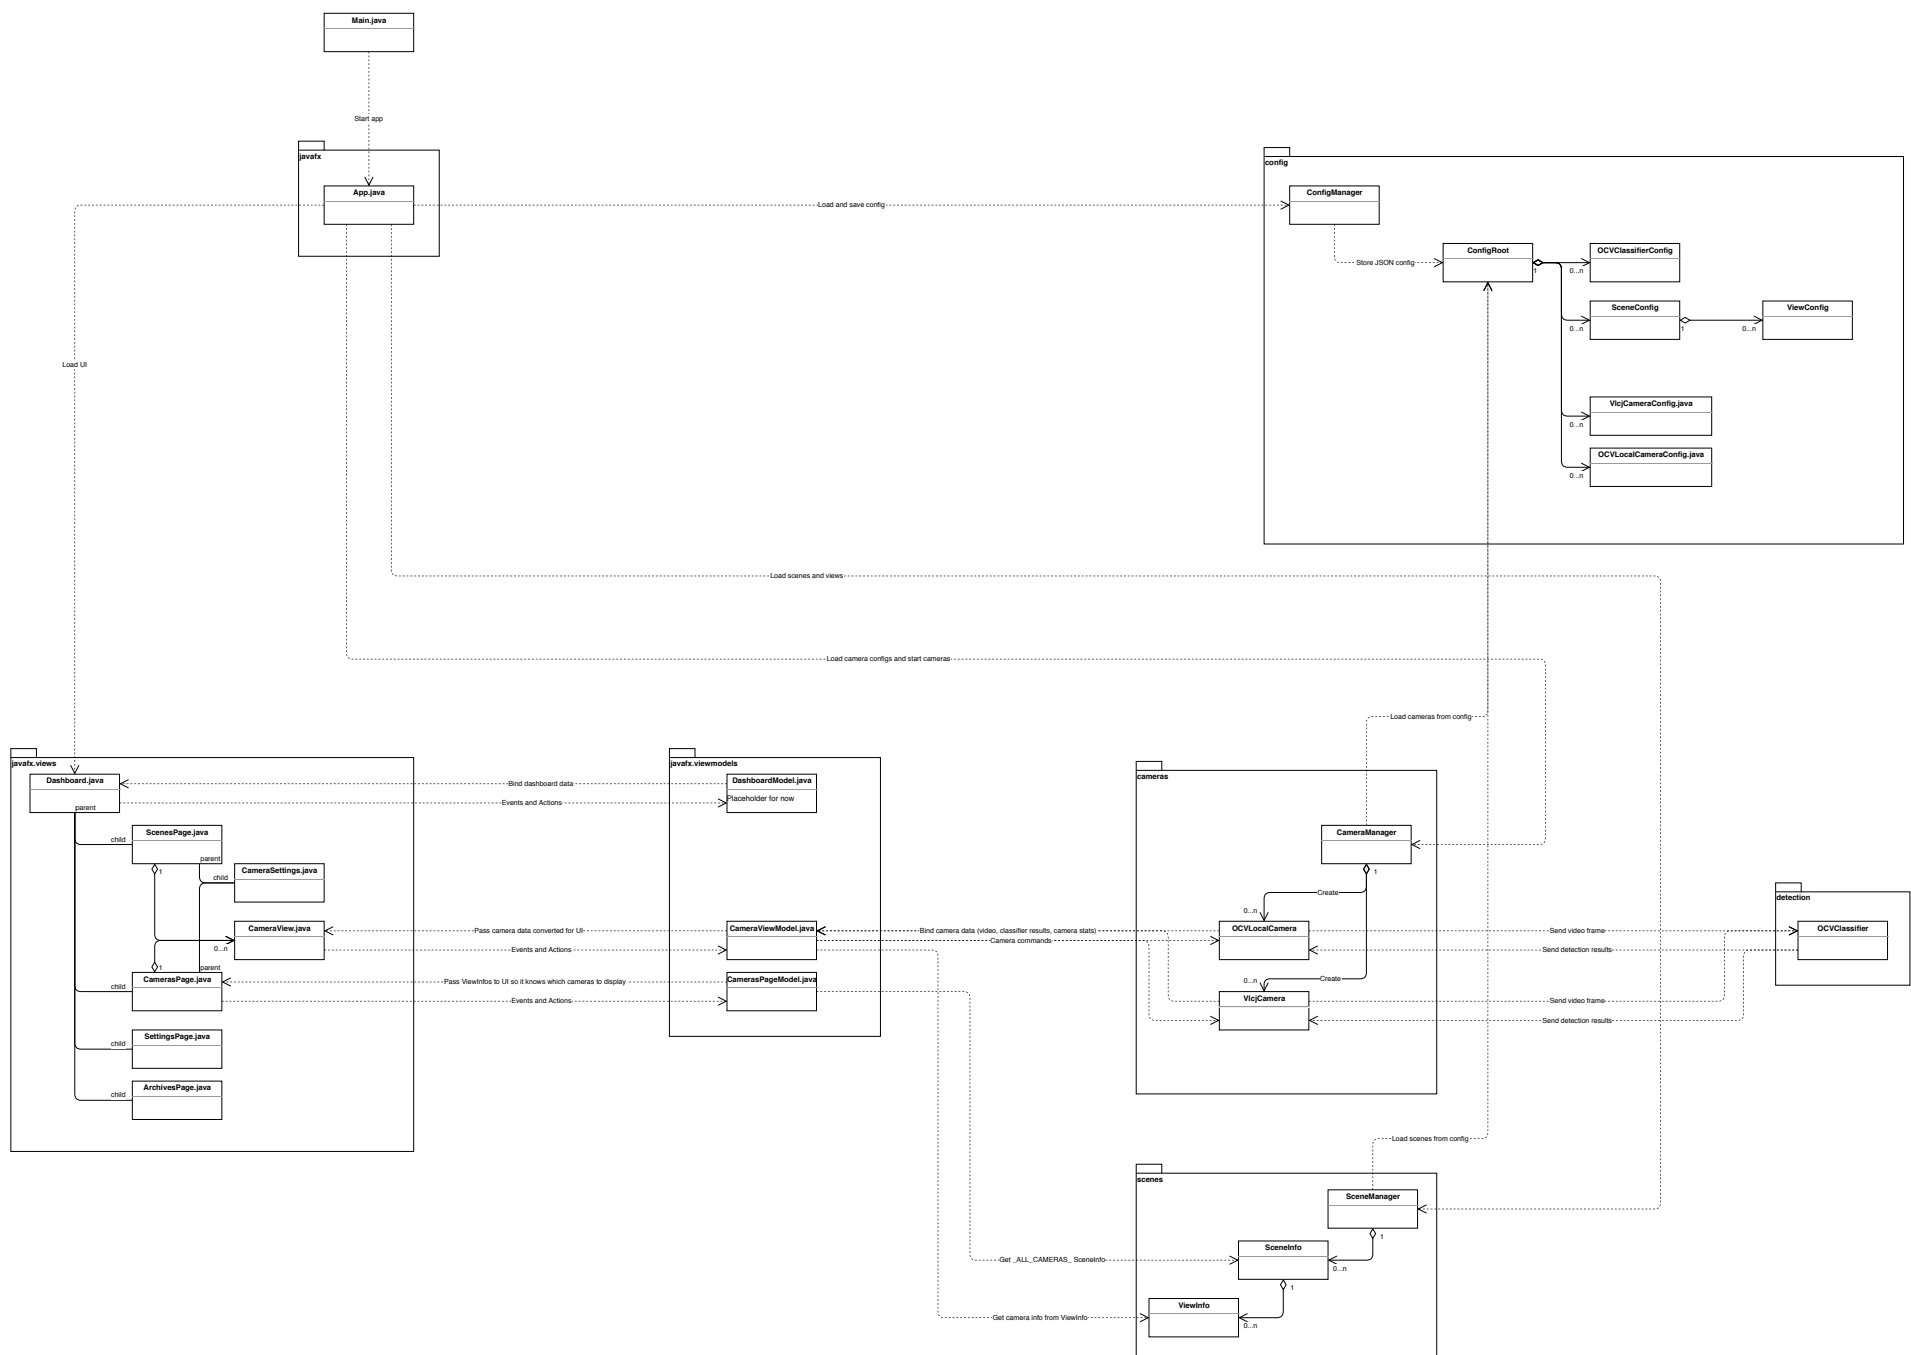 Main.java
Start app
javafx
App.java
config
ConfigManager
Load and save config
ConfigRoot
Store JSON config
1
OCVClassifierConfig
0...n
SceneConfig
0...n
1
ViewConfig
0...n
VlcjCameraConfig.java
0...n
OCVLocalCameraConfig.java
0...n
Load UI
Load scenes and views
Load camera configs and start cameras
Load cameras from config
javafx.views
Dashboard.java
parent
Bind dashboard data
Events and Actions
javafx.viewmodels
DashboardModel.java
Placeholder for now
child
ScenesPage.java
parent
1
child
CameraSettings.java
CameraView.java
0...n
Pass camera data converted for UI
Events and Actions
CameraViewModel.java
1
parent
child
CamerasPage.java
Pass ViewInfos to UI so it knows which cameras to display
Events and Actions
CamerasPageModel.java
child
SettingsPage.java
child
ArchivesPage.java
cameras
CameraManager
1
Create
0...n
Bind camera data (video, classifier results, camera stats)
Camera commands
OCVLocalCamera
Create
0...n
VlcjCamera
Send video frame
Send detection results
Send video frame
Send detection results
detection
OCVClassifier
Load scenes from config
scenes
SceneManager
1
SceneInfo
0...n
Get _ALL_CAMERAS_ SceneInfo
1
ViewInfo
0...n
Get camera info from ViewInfo